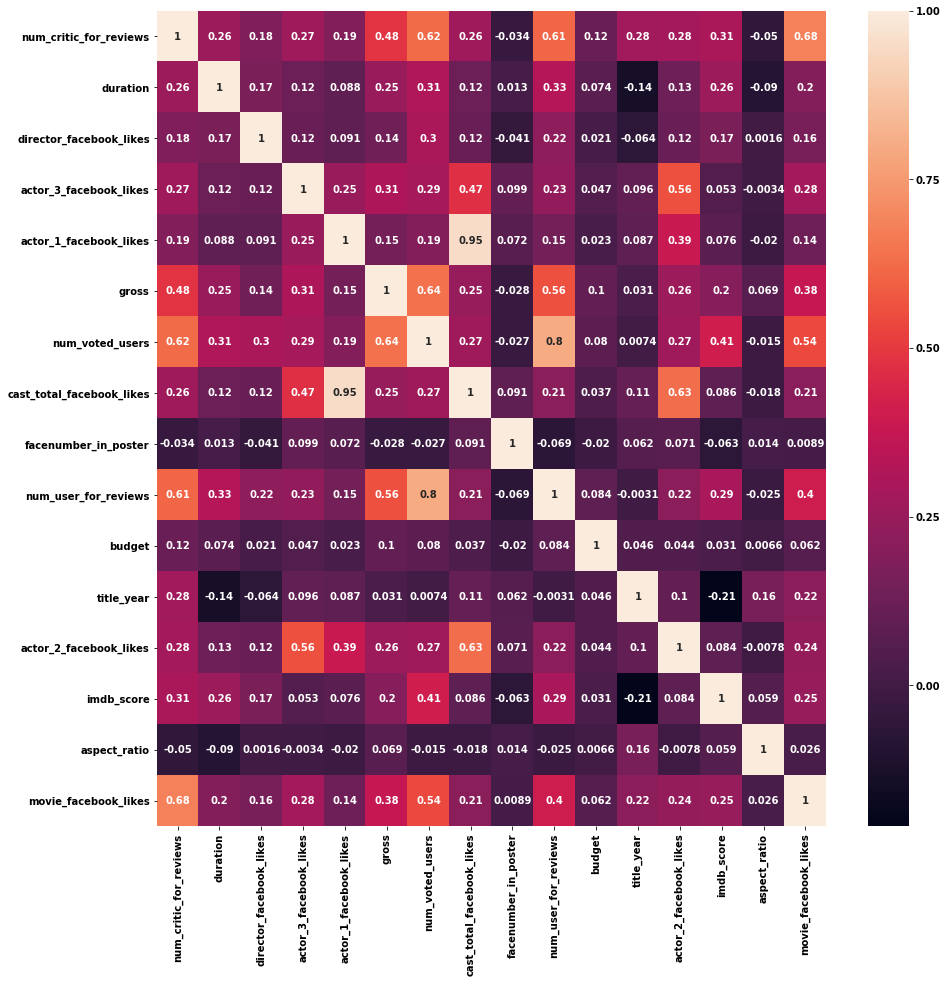 num_critic_for_reviews 1 0.26 0.18 0.27 0.19 0.48 0.62 0.26 -0.034 0.61 0.12 0.28 0.28 0.31 -0.05 0.68
duration 0.26 1 0.17 0.12 0.088 0.25 0.31 0.12 0.013 0.33 0.074 -0.14 0.13 0.26 -0.09 0.2
director_facebook_likes 0.18 0.17 1 0.12 0.091 0.14 0.3 0.12 -0.041 0.22 0.021 -0.064 0.12 0.17 0.0016 0.16
actor_3_facebook_likes 0.27 0.12 0.12 1 0.25 0.31 0.29 0.47 0.099 0.23 0.047 0.096 0.56 0.053 -0.0034 0.28
actor_1_facebook_likes 0.19 0.088 0.091 0.25 1 0.15 0.19 0.95 0.072 0.15 0.023 0.087 0.39 0.076 -0.02 0.14
gross 0.48 0.25 0.14 0.31 0.15 1 0.64 0.25 -0.028 0.56 0.1 0.031 0.26 0.2 0.069 0.38
num_voted_users 0.62 0.31 0.3 0.29 0.19 0.64 1 0.27 -0.027 0.8 0.08 0.0074 0.27 0.41 -0.015 0.54
cast_total_facebook_likes 0.26 0.12 0.12 0.47 0.95 0.25 0.27 1 0.091 0.21 0.037 0.11 0.63 0.086 -0.018 0.21
facenumber_in_poster -0.034 0.013 -0.041 0.099 0.072 -0.028 -0.027 0.091 1 -0.069 -0.02 0.062 0.071 -0.063 0.014 0.0089
num_user_for_reviews 0.61 0.33 0.22 0.23 0.15 0.56 0.8 0.21 -0.069 1 0.084 -0.0031 0.22 0.29 -0.025 0.4
budget 0.12 0.074 0.021 0.047 0.023 0.1 0.08 0.037 -0.02 0.084 1 0.046 0.044 0.031 0.0066 0.062
title_year 0.28 -0.14 -0.064 0.096 0.087 0.031 0.0074 0.11 0.062 -0.0031 0.046 1 0.1 -0.21 0.16 0.22
actor_2_facebook_likes 0.28 0.13 0.12 0.56 0.39 0.26 0.27 0.63 0.071 0.22 0.044 0.1 1 0.084 -0.0078 0.24
imdb_score 0.31 0.26 0.17 0.053 0.076 0.2 0.41 0.086 -0.063 0.29 0.031 -0.21 0.084 1 0.059 0.25
aspect_ratio -0.05 -0.09 0.0016 -0.0034 -0.02 0.069 -0.015 -0.018 0.014 -0.025 0.0066 0.16 -0.0078 0.059 1 0.026
movie_facebook_likes 0.68 0.2 0.16 0.28 0.14 0.38 0.54 0.21 0.0089 0.4 0.062 0.22 0.24 0.25 0.026 1
num_critic_for_reviews
duration
director_facebook_likes
actor_3_facebook_likes
actor_1_facebook_likes
gross
num_voted_users
cast_total_facebook_likes
facenumber_in_poster
num_user_for_reviews
budget
title_year
actor_2_facebook_likes
imdb_score
aspect_ratio
movie_facebook_likes
1.00
0.75
0.50
0.25
0.00